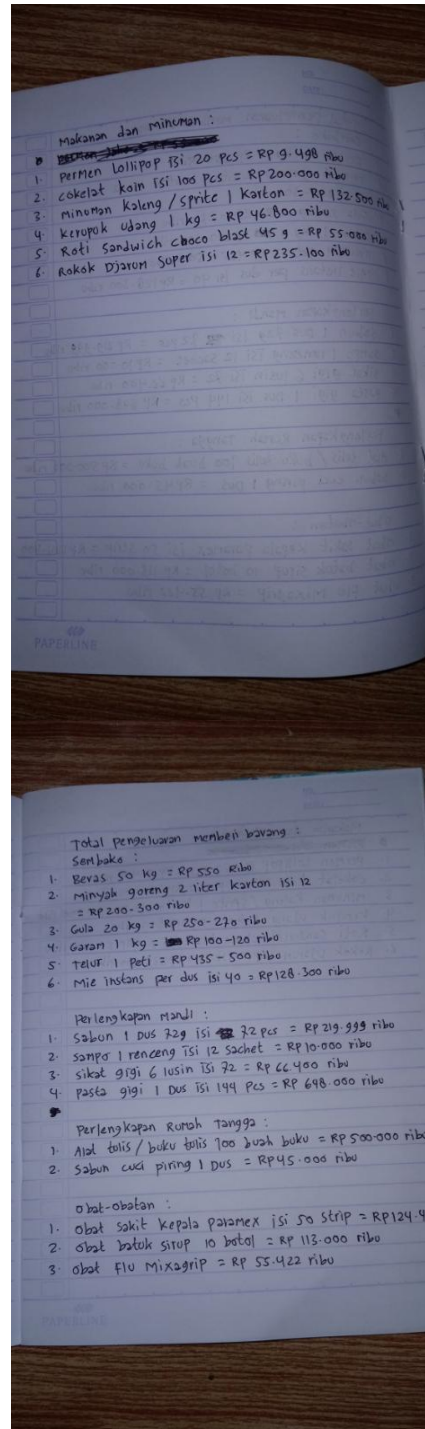 Makanan dan Minuman :
1. Permen Lollipop isi 20 pcs = Rp 9.498 ribu
2. cokelat koin isi 100 pcs = Rp 200.000 ribu
3. Minuman Kaleng / sprite 1 Karton = Rp 132.500 ribu
4. Kerupuk udang 1 kg = Rp 46.800 ribu
5. Roti Sandwich choco blast 45 g = Rp 55.000 ribu
6. Rokok Djarum Super isi 12 = Rp 235.100 ribu
PAPERLINE
Total pengeluaran membeli barang :
Sembako :
1. Beras 50 kg = Rp 550 Ribu
2. Minyak goreng 2 liter karton isi 12
= Rp 200-300 ribu
3. Gula 20 kg = Rp 250-270 ribu
4. Garam 1 kg = Rp 100-120 ribu
5. Telur 1 Peti = Rp 435 - 500 ribu
6. Mie instans per dus isi 40 = Rp 128.300 ribu
Perlengkapan Mandi :
1. Sabun 1 Dus 72g isi 72 pcs = Rp 219.999 ribu
2. Sampo 1 renceng isi 12 sachet = Rp 10.000 ribu
3. Sikat gigi 6 lusin isi 72 = Rp 66.400 ribu
4. Pasta gigi 1 Dus isi 144 Pcs = Rp 698.000 ribu
Perlengkapan Rumah Tangga :
1. Alat tulis / buku tulis 100 buah buku = Rp 500.000 ribu
2. Sabun cuci piring 1 Dus = Rp 45.000 ribu
Obat-obatan :
1. Obat sakit kepala paramex isi 50 strip = Rp 124.4
2. Obat batuk sirup 10 botol = Rp 113.000 ribu
3. Obat Flu Mixagrip = Rp 55.422 ribu
PAPERLINE